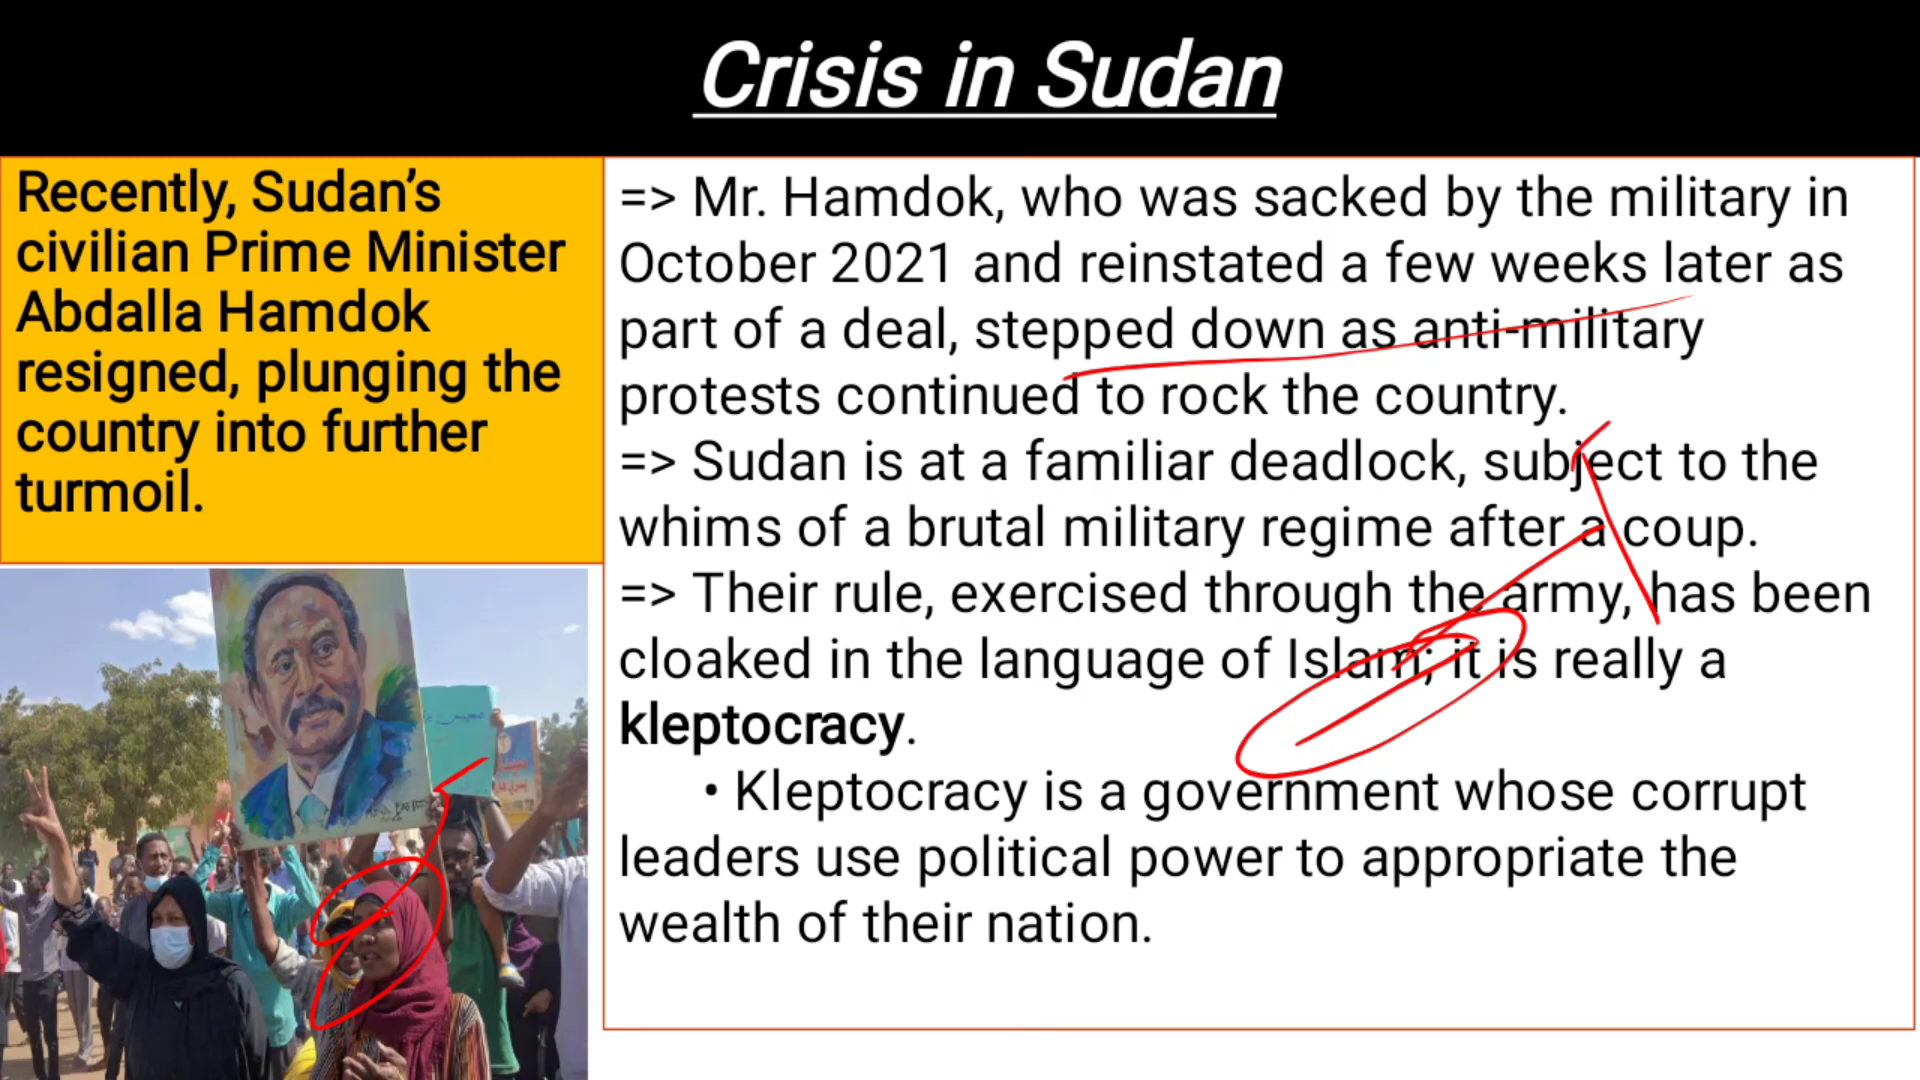 Crisis in Sudan
Recently, Sudan’s
civilian Prime Minister
Abdalla Hamdok
resigned, plunging the
country into further
turmoil.
=> Mr. Hamdok, who was sacked by the military in
October 2021 and reinstated a few weeks later as
part of a deal, stepped down as anti-military
protests continued to rock the country.
=> Sudan is at a familiar deadlock, subject to the
whims of a brutal military regime after a coup.
=> Their rule, exercised through the army, has been
cloaked in the language of Islam; it is really a
kleptocracy.
• Kleptocracy is a government whose corrupt
leaders use political power to appropriate the
wealth of their nation.